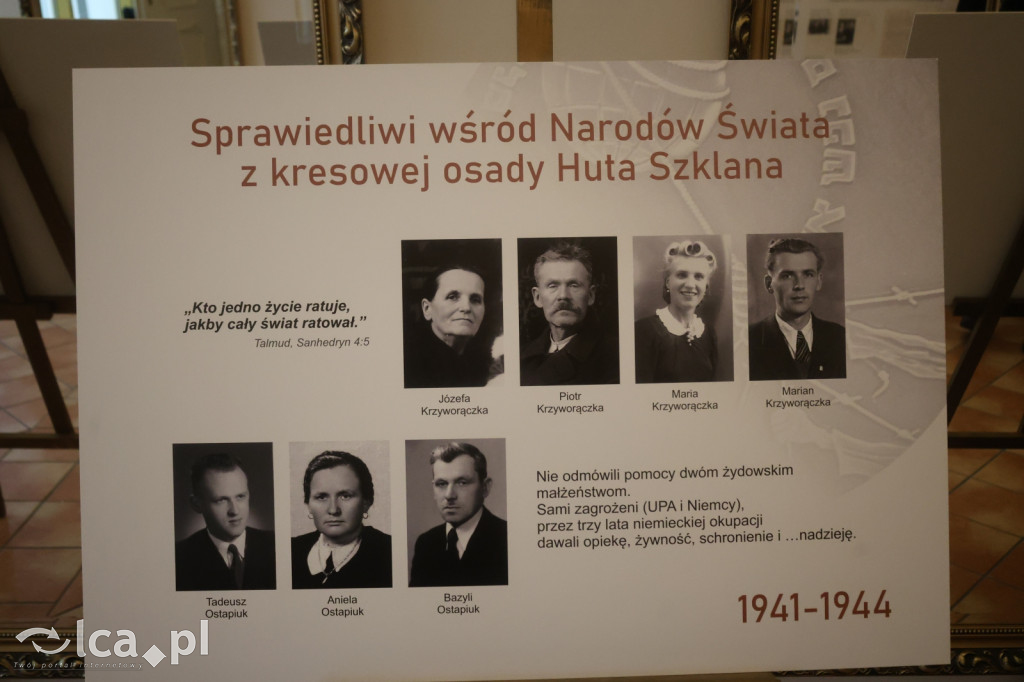 Sprawiedliwi wśród Narodów Świata
z kresowej osady Huta Szklana
„Kto jedno życie ratuje,
jakby cały świat ratował.”
Talmud, Sanhedryn 4:5
Józefa
Krzyworączka
Piotr
Krzyworączka
Maria
Krzyworączka
Marian
Krzyworączka
Tadeusz
Ostapiuk
Aniela
Ostapiuk
Bazyli
Ostapiuk
Nie odmówili pomocy dwóm żydowskim
małżeństwom.
Sami zagrożeni (UPA i Niemcy),
przez trzy lata niemieckiej okupacji
dawali opiekę, żywność, schronienie i …nadzieję.
1941-1944
lca.pl
Twój portal internetowy